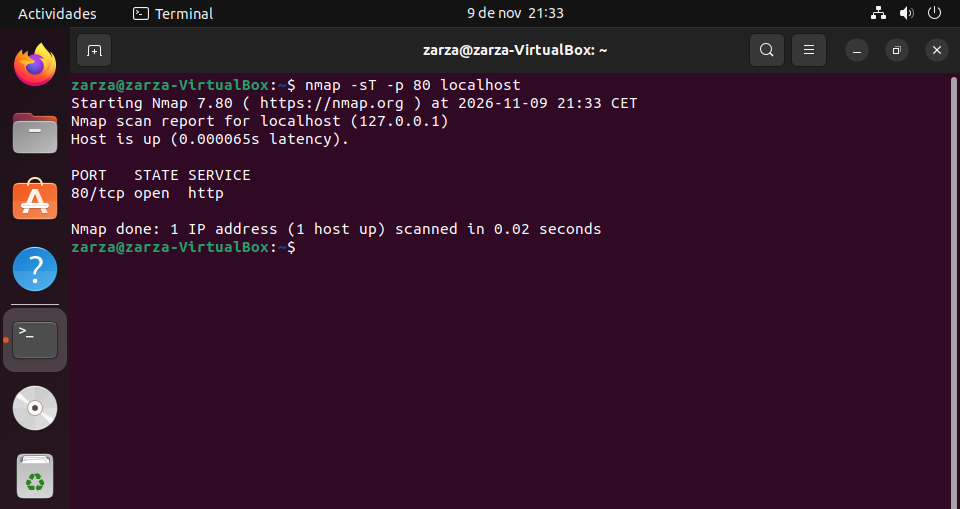 Actividades
Terminal
9 de nov 21:33
zarza@zarza-VirtualBox: ~
zarza@zarza-VirtualBox:~$ nmap -sT -p 80 localhost
Starting Nmap 7.80 ( https://nmap.org ) at 2026-11-09 21:33 CET
Nmap scan report for localhost (127.0.0.1)
Host is up (0.000065s latency).
PORT   STATE SERVICE
80/tcp open  http
Nmap done: 1 IP address (1 host up) scanned in 0.02 seconds
zarza@zarza-VirtualBox:~$